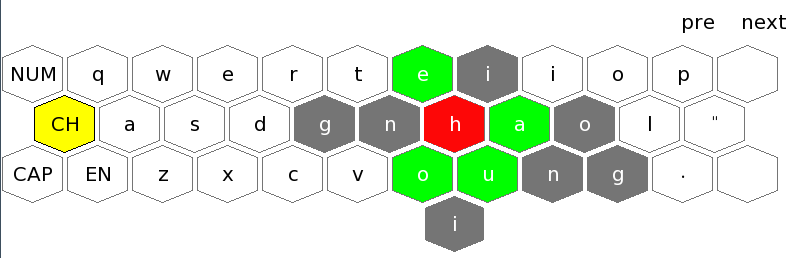 pre next
NUM q w e r t e i i o p
CH a s d g n h a o l "
CAP EN z x c v o u n g .
i